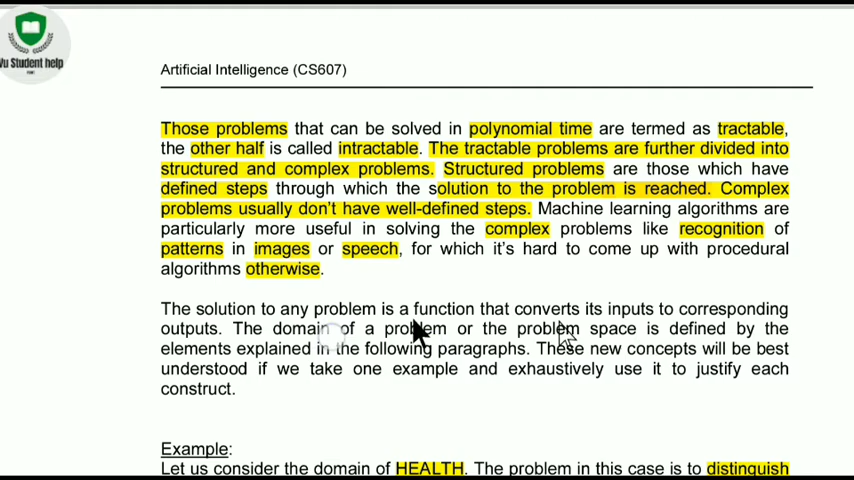 Vu Student help
Artificial Intelligence (CS607)
Those problems that can be solved in polynomial time are termed as tractable,
the other half is called intractable. The tractable problems are further divided into
structured and complex problems. Structured problems are those which have
defined steps through which the solution to the problem is reached. Complex
problems usually don't have well-defined steps. Machine learning algorithms are
particularly more useful in solving the complex problems like recognition of
patterns in images or speech, for which it's hard to come up with procedural
algorithms otherwise.
The solution to any problem is a function that converts its inputs to corresponding
outputs. The domain of a problem or the problem space is defined by the
elements explained in the following paragraphs. These new concepts will be best
understood if we take one example and exhaustively use it to justify each
construct.
Example:
Let us consider the domain of HEALTH. The problem in this case is to distinguish